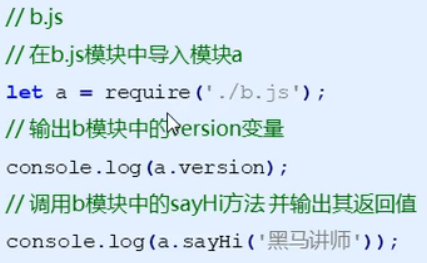 // b.js
// 在b.js模块中导入模块a
let a = require('./b.js');
// 输出b模块中的version变量
console.log(a.version);
// 调用b模块中的sayHi方法 并输出其返回值
console.log(a.sayHi('黑马讲师'));